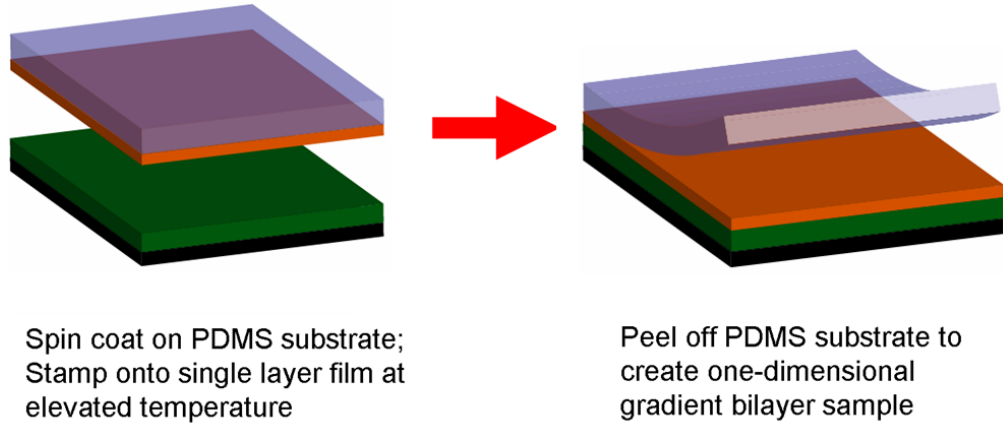 Spin coat on PDMS substrate;
Stamp onto single layer film at
elevated temperature
Peel off PDMS substrate to
create one-dimensional
gradient bilayer sample